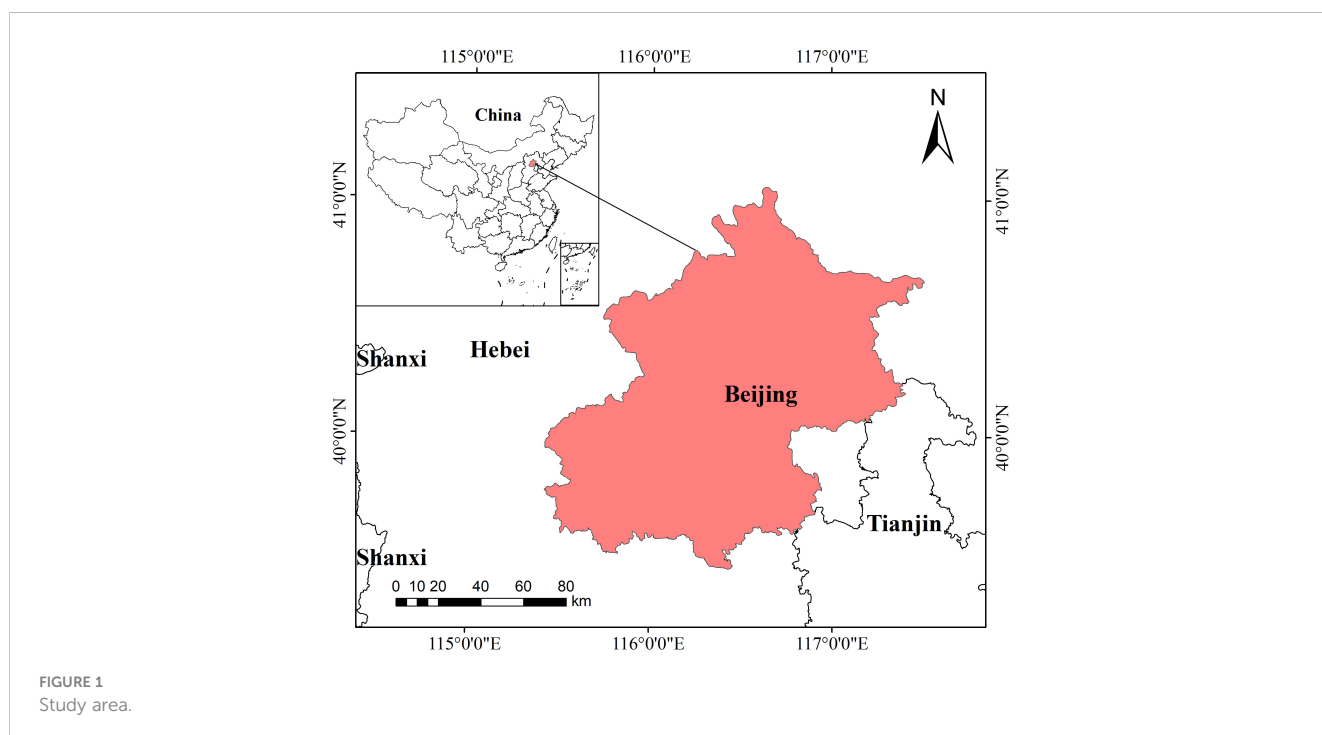 115°0'0"E 116°0'0"E 117°0'0"E
N
China
41°0'0"N
41°0'0"N
Shanxi
Hebei
Beijing
40°0'0"N
40°0'0"N
Tianjin
Shanxi
0 10 20 40 60 80
km
115°0'0"E 116°0'0"E 117°0'0"E
FIGURE 1
Study area.